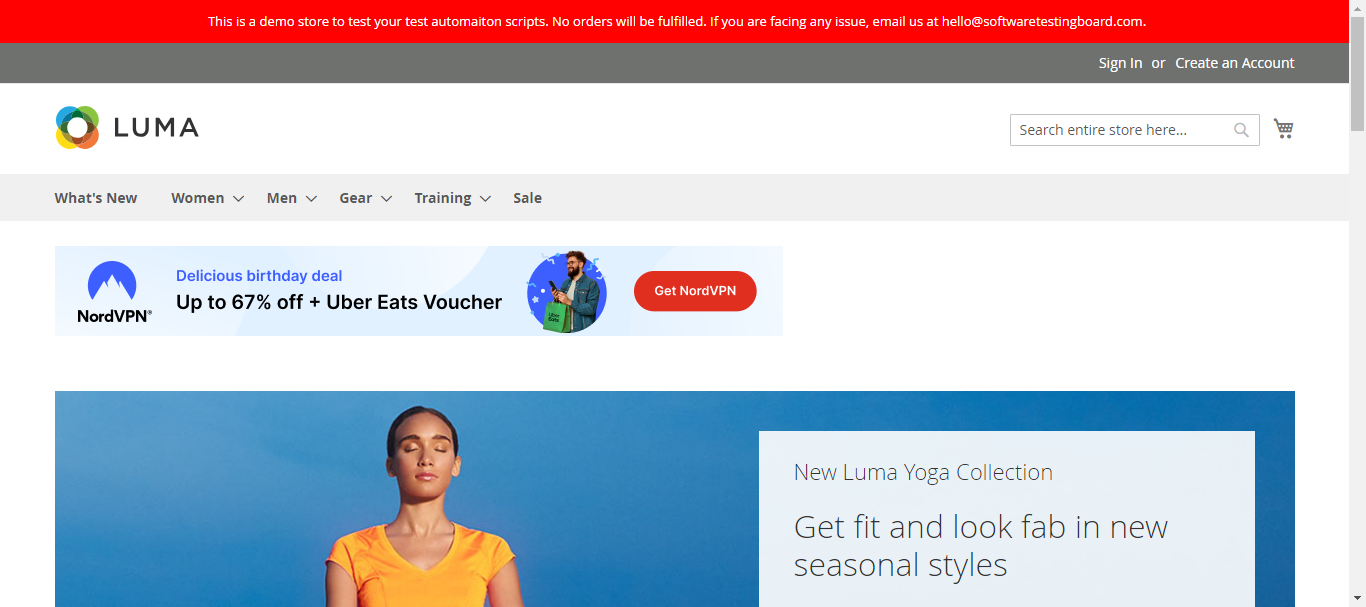 This is a demo store to test your test automaiton scripts. No orders will be fulfilled. If you are facing any issue, email us at hello@softwaretestingboard.com.
Sign In or Create an Account
LUMA
Search entire store here...
What's New Women Men Gear Training Sale
Delicious birthday deal
Up to 67% off + Uber Eats Voucher
NordVPN®
Uber Eats
Get NordVPN
New Luma Yoga Collection
Get fit and look fab in new
seasonal styles